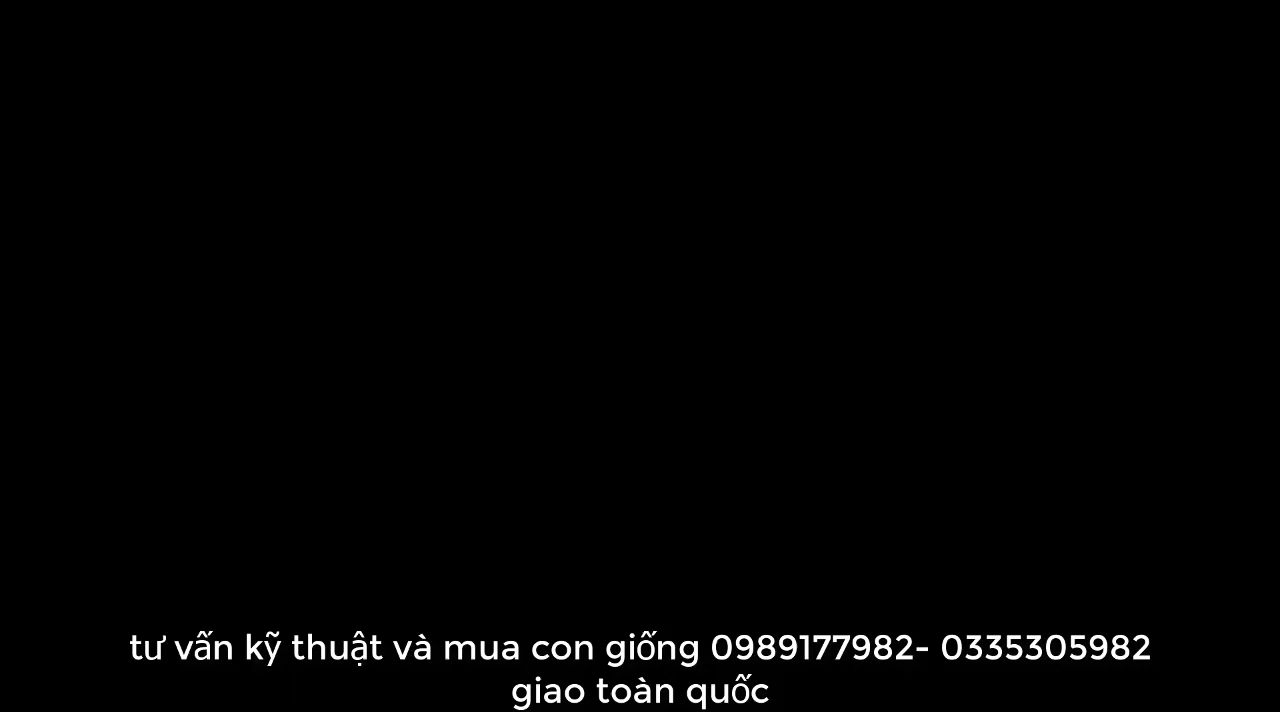 tư vấn kỹ thuật và mua con giống 0989177982- 0335305982
giao toàn quốc